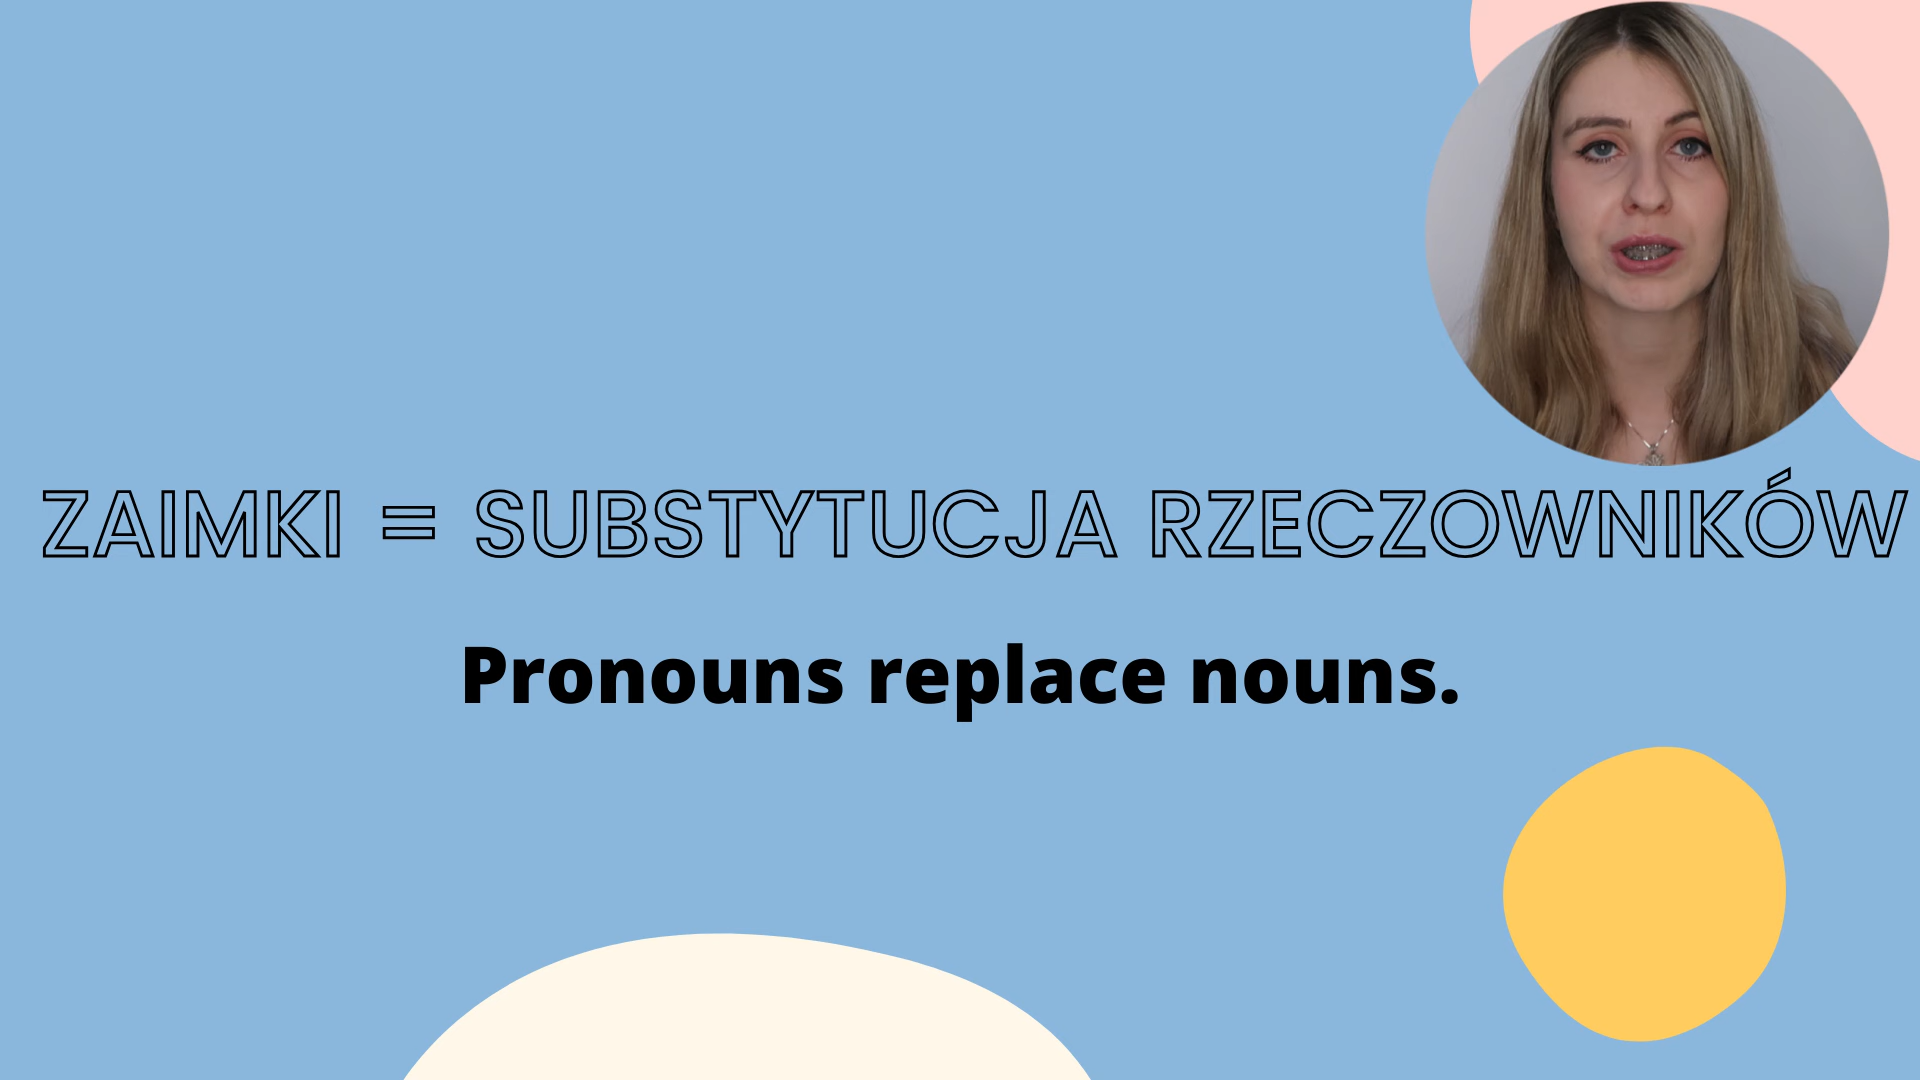 ZAIMKI = SUBSTYTUCJA RZECZOWNIKÓW
Pronouns replace nouns.